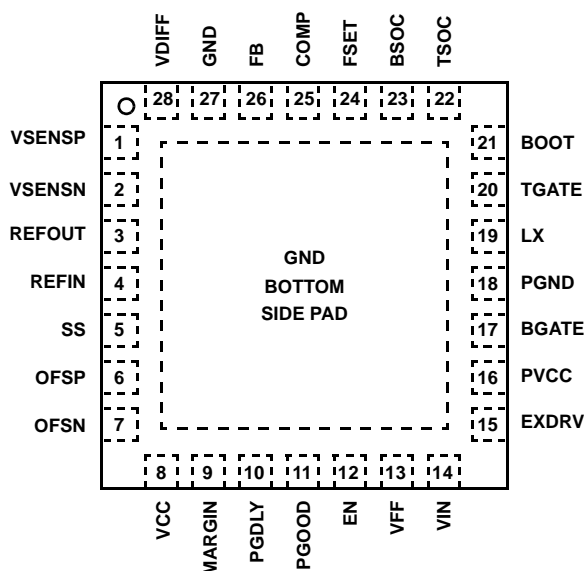 VDIFF
GND
FB
COMP
FSET
BSOC
TSOC
28
27
26
25
24
23
22
VSENSP 1
VSENSN 2
REFOUT 3
REFIN 4
SS 5
OFSP 6
OFSN 7
GND
BOTTOM
SIDE PAD
21 BOOT
20 TGATE
19 LX
18 PGND
17 BGATE
16 PVCC
15 EXDRV
8
9
10
11
12
13
14
VCC
MARGIN
PGDLY
PGOOD
EN
VFF
VIN